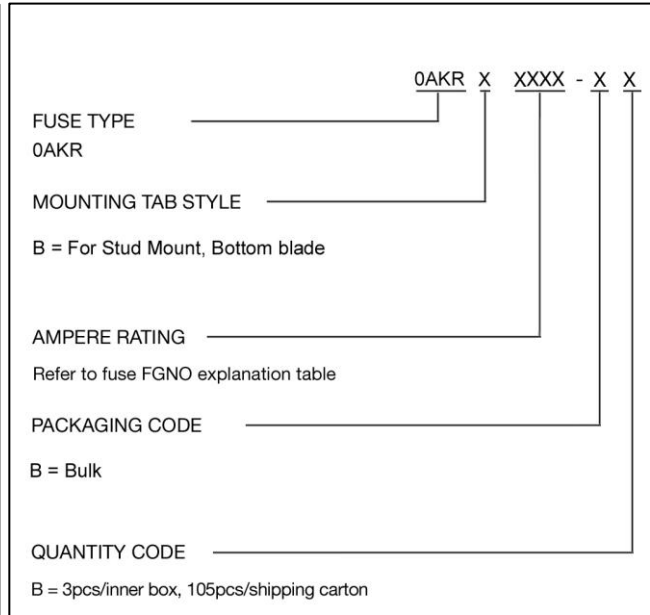 0AKR X XXXX - X X
FUSE TYPE
0AKR
MOUNTING TAB STYLE
B = For Stud Mount, Bottom blade
AMPERE RATING
Refer to fuse FGNO explanation table
PACKAGING CODE
B = Bulk
QUANTITY CODE
B = 3pcs/inner box, 105pcs/shipping carton